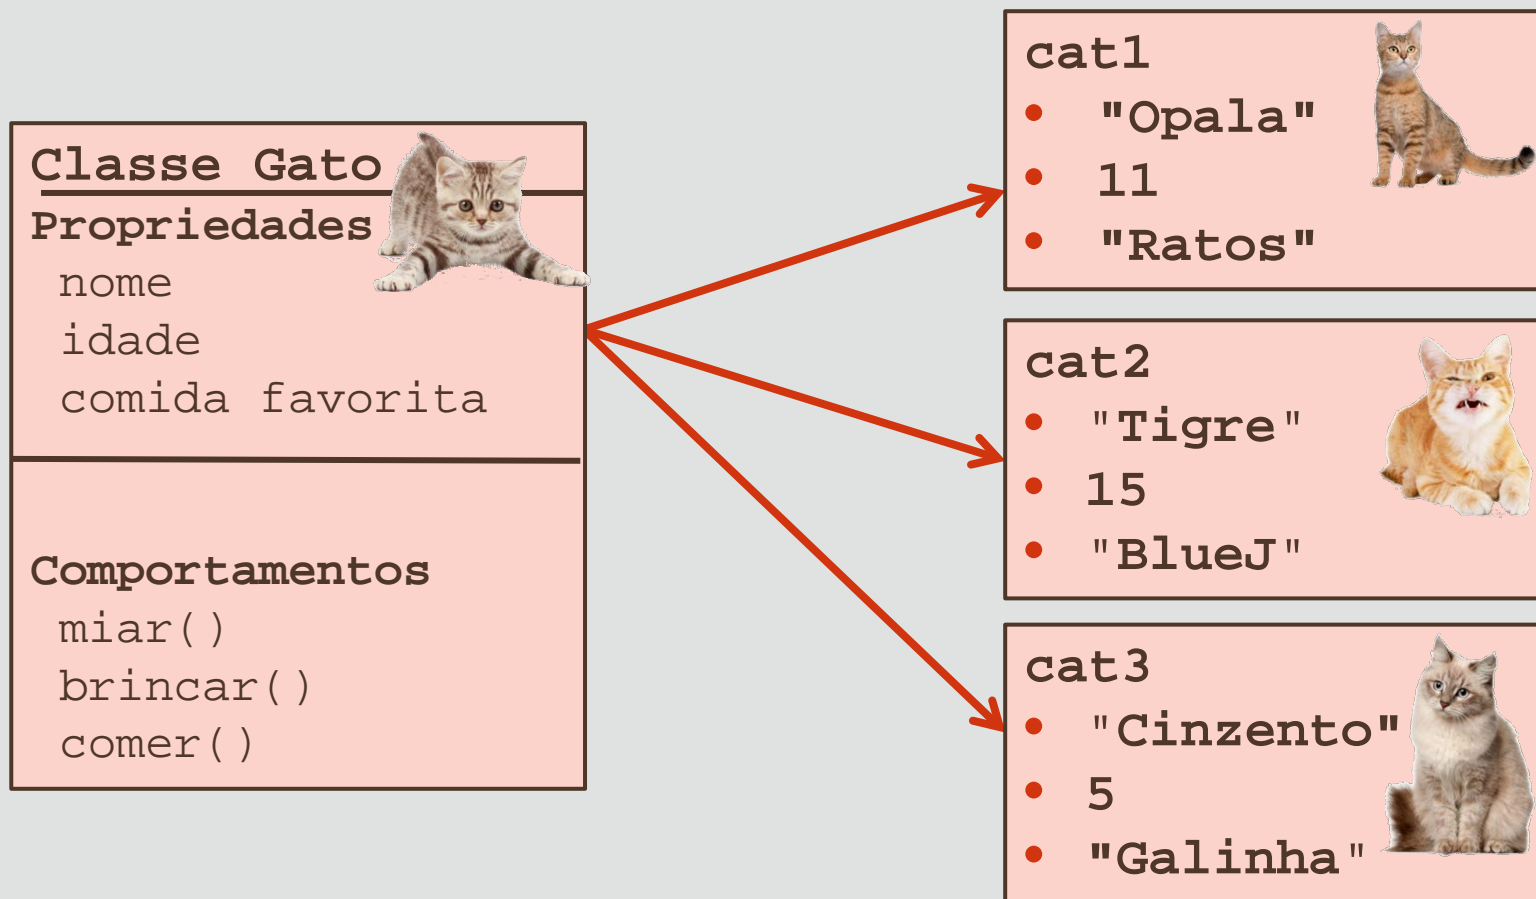 Classe Gato
Propriedades
nome
idade
comida favorita
Comportamentos
miar()
brincar()
comer()
cat1
• "Opala"
• 11
• "Ratos"
cat2
• "Tigre"
• 15
• "BlueJ"
cat3
• "Cinzento"
• 5
• "Galinha"